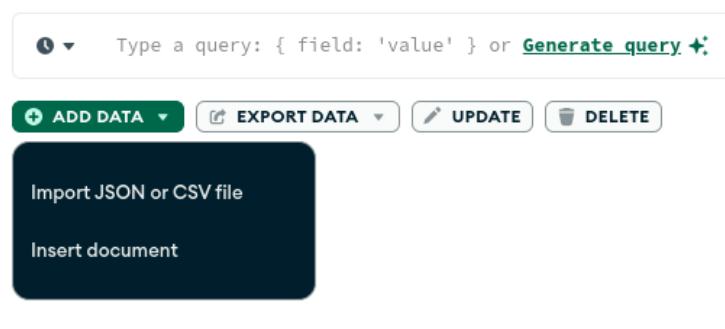 Type a query: { field: 'value' } or Generate query
ADD DATA EXPORT DATA UPDATE DELETE
Import JSON or CSV file
Insert document